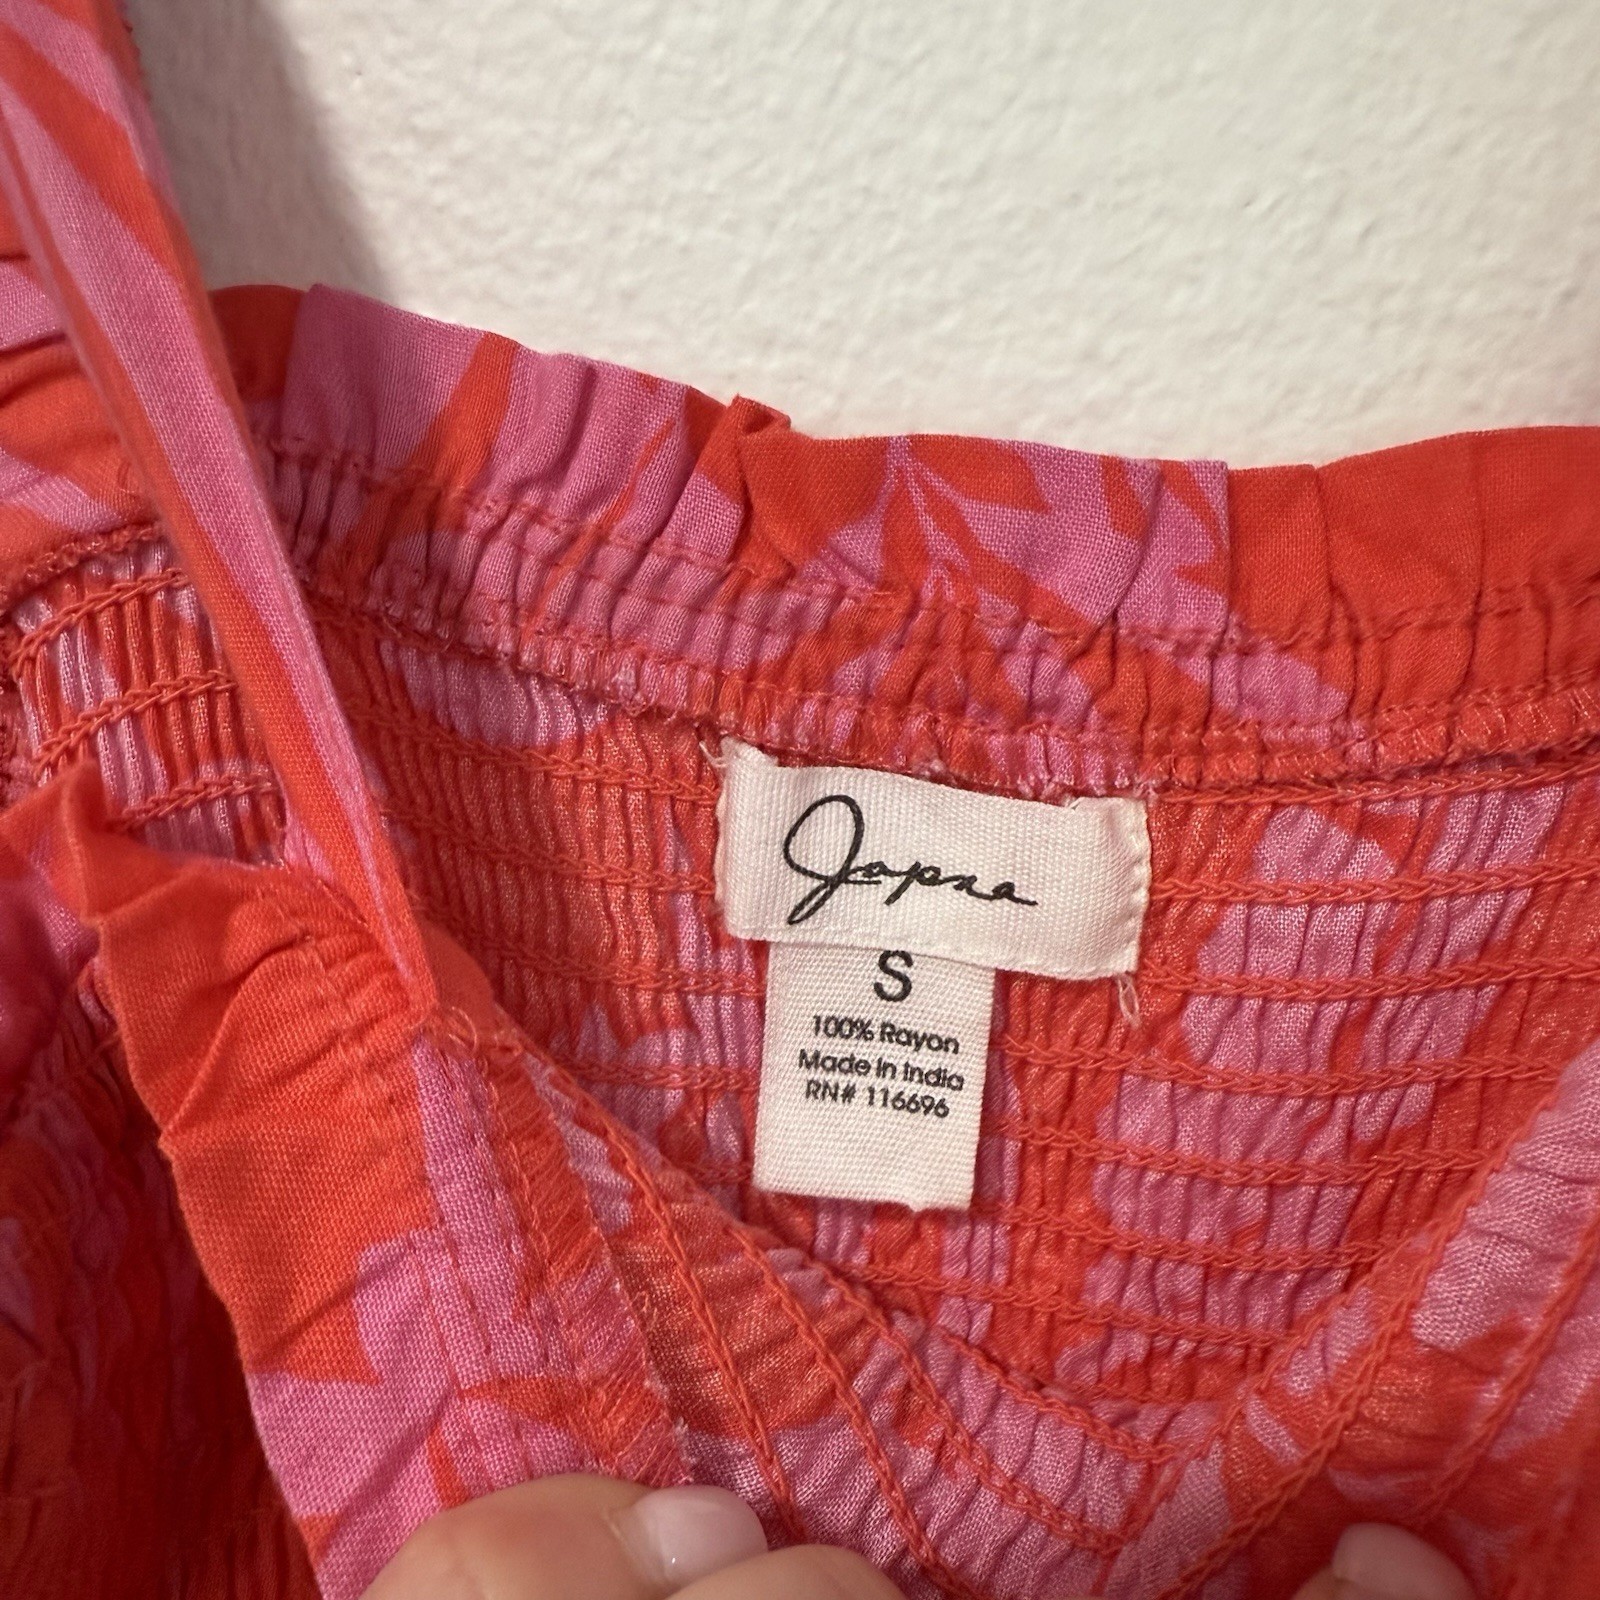 Japna
S
100% Rayon
Made In India
RN# 116696